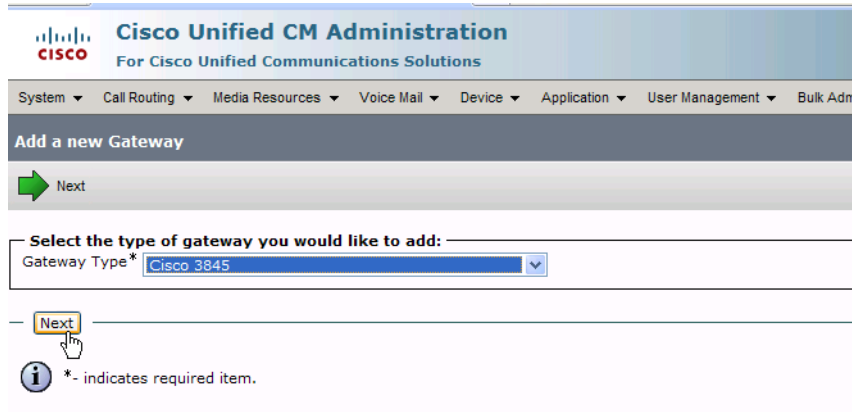 Cisco Unified CM Administration
CISCO
For Cisco Unified Communications Solutions
System Call Routing Media Resources Voice Mail Device Application User Management Bulk Adm
Add a new Gateway
Next
Select the type of gateway you would like to add:
Gateway Type* Cisco 3845
Next
i *- indicates required item.